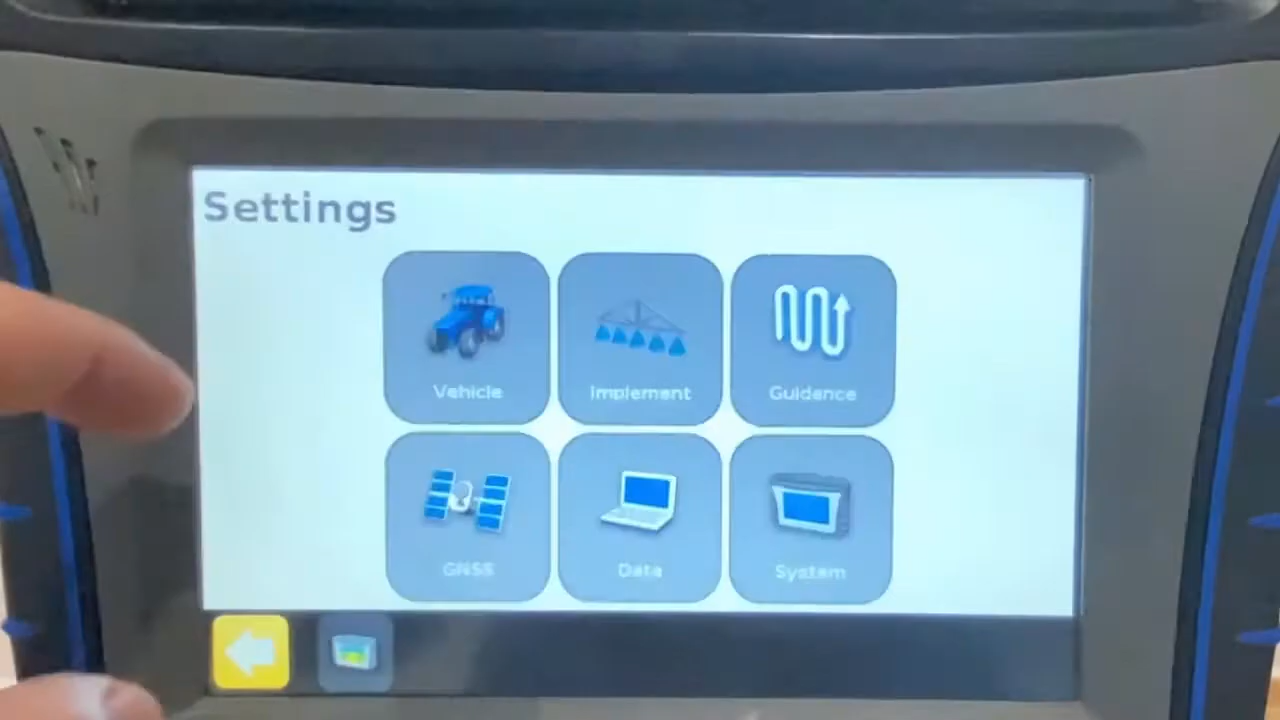 Settings
Vehicle
Implement
Guidance
GNSS
Data
System